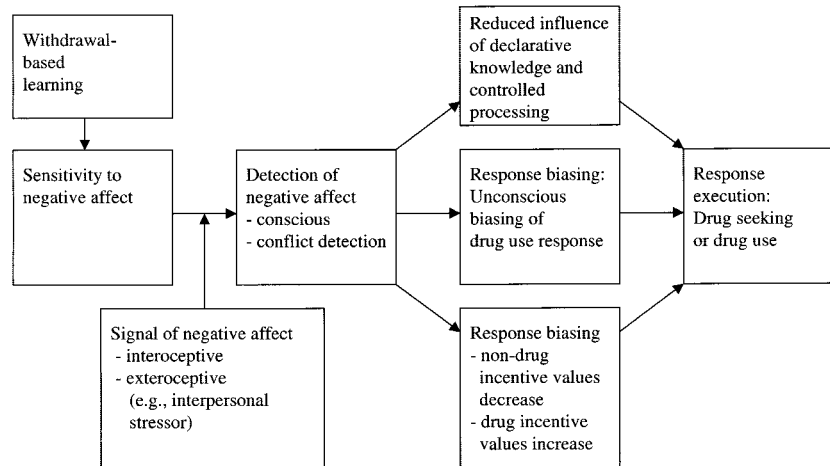 Withdrawal-
based
learning
Sensitivity to
negative affect
Signal of negative affect
- interoceptive
- exteroceptive
(e.g., interpersonal
stressor)
Detection of
negative affect
- conscious
- conflict detection
Reduced influence
of declarative
knowledge and
controlled
processing
Response biasing:
Unconscious
biasing of
drug use response
Response biasing
- non-drug
incentive values
decrease
- drug incentive
values increase
Response
execution:
Drug seeking
or drug use